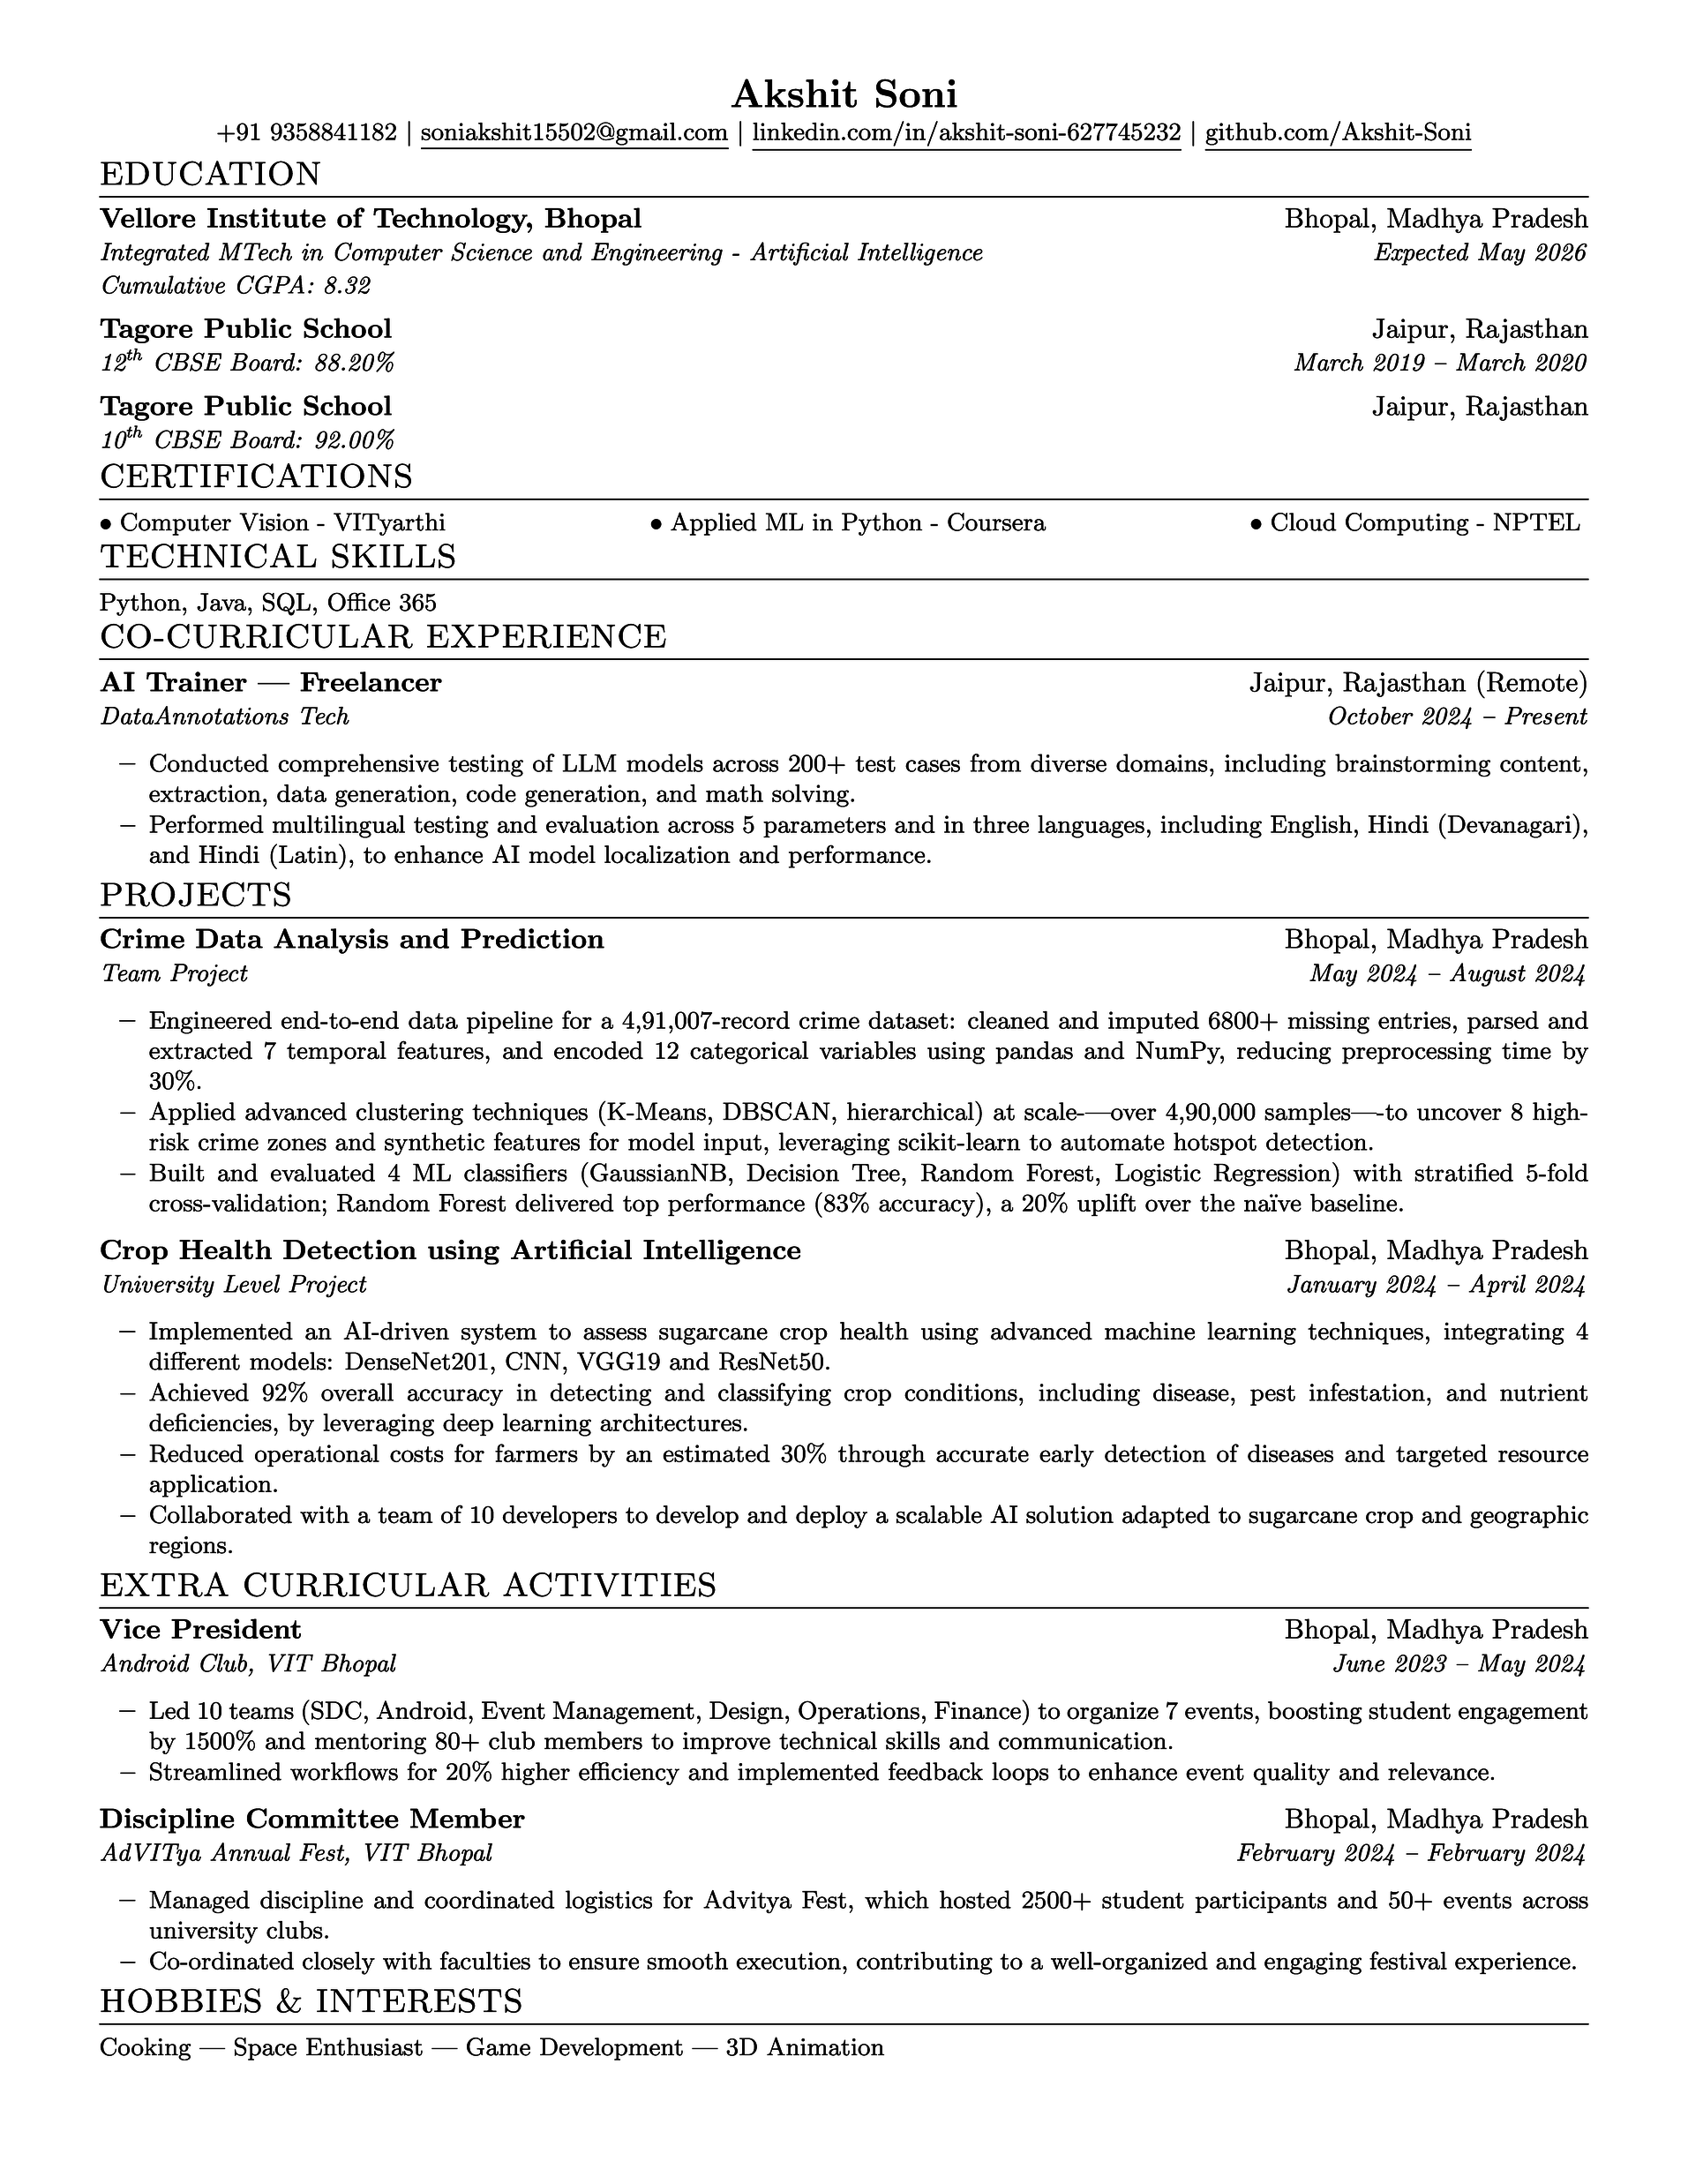 Akshit Soni
+91 9358841182 | soniakshit15502@gmail.com | linkedin.com/in/akshit-soni-627745232 | github.com/Akshit-Soni
EDUCATION
Vellore Institute of Technology, Bhopal Bhopal, Madhya Pradesh
Integrated MTech in Computer Science and Engineering - Artificial Intelligence Expected May 2026
Cumulative CGPA: 8.32
Tagore Public School Jaipur, Rajasthan
12th CBSE Board: 88.20% March 2019 – March 2020
Tagore Public School Jaipur, Rajasthan
10th CBSE Board: 92.00%
CERTIFICATIONS
• Computer Vision - VITyarthi • Applied ML in Python - Coursera • Cloud Computing - NPTEL
TECHNICAL SKILLS
Python, Java, SQL, Office 365
CO-CURRICULAR EXPERIENCE
AI Trainer — Freelancer Jaipur, Rajasthan (Remote)
DataAnnotations Tech October 2024 – Present
– Conducted comprehensive testing of LLM models across 200+ test cases from diverse domains, including brainstorming content,
extraction, data generation, code generation, and math solving.
– Performed multilingual testing and evaluation across 5 parameters and in three languages, including English, Hindi (Devanagari),
and Hindi (Latin), to enhance AI model localization and performance.
PROJECTS
Crime Data Analysis and Prediction Bhopal, Madhya Pradesh
Team Project May 2024 – August 2024
– Engineered end-to-end data pipeline for a 4,91,007-record crime dataset: cleaned and imputed 6800+ missing entries, parsed and
extracted 7 temporal features, and encoded 12 categorical variables using pandas and NumPy, reducing preprocessing time by
30%.
– Applied advanced clustering techniques (K-Means, DBSCAN, hierarchical) at scale-—over 4,90,000 samples—-to uncover 8 high-
risk crime zones and synthetic features for model input, leveraging scikit-learn to automate hotspot detection.
– Built and evaluated 4 ML classifiers (GaussianNB, Decision Tree, Random Forest, Logistic Regression) with stratified 5-fold
cross-validation; Random Forest delivered top performance (83% accuracy), a 20% uplift over the naïve baseline.
Crop Health Detection using Artificial Intelligence Bhopal, Madhya Pradesh
University Level Project January 2024 – April 2024
– Implemented an AI-driven system to assess sugarcane crop health using advanced machine learning techniques, integrating 4
different models: DenseNet201, CNN, VGG19 and ResNet50.
– Achieved 92% overall accuracy in detecting and classifying crop conditions, including disease, pest infestation, and nutrient
deficiencies, by leveraging deep learning architectures.
– Reduced operational costs for farmers by an estimated 30% through accurate early detection of diseases and targeted resource
application.
– Collaborated with a team of 10 developers to develop and deploy a scalable AI solution adapted to sugarcane crop and geographic
regions.
EXTRA CURRICULAR ACTIVITIES
Vice President Bhopal, Madhya Pradesh
Android Club, VIT Bhopal June 2023 – May 2024
– Led 10 teams (SDC, Android, Event Management, Design, Operations, Finance) to organize 7 events, boosting student engagement
by 1500% and mentoring 80+ club members to improve technical skills and communication.
– Streamlined workflows for 20% higher efficiency and implemented feedback loops to enhance event quality and relevance.
Discipline Committee Member Bhopal, Madhya Pradesh
AdVITya Annual Fest, VIT Bhopal February 2024 – February 2024
– Managed discipline and coordinated logistics for Advitya Fest, which hosted 2500+ student participants and 50+ events across
university clubs.
– Co-ordinated closely with faculties to ensure smooth execution, contributing to a well-organized and engaging festival experience.
HOBBIES & INTERESTS
Cooking — Space Enthusiast — Game Development — 3D Animation